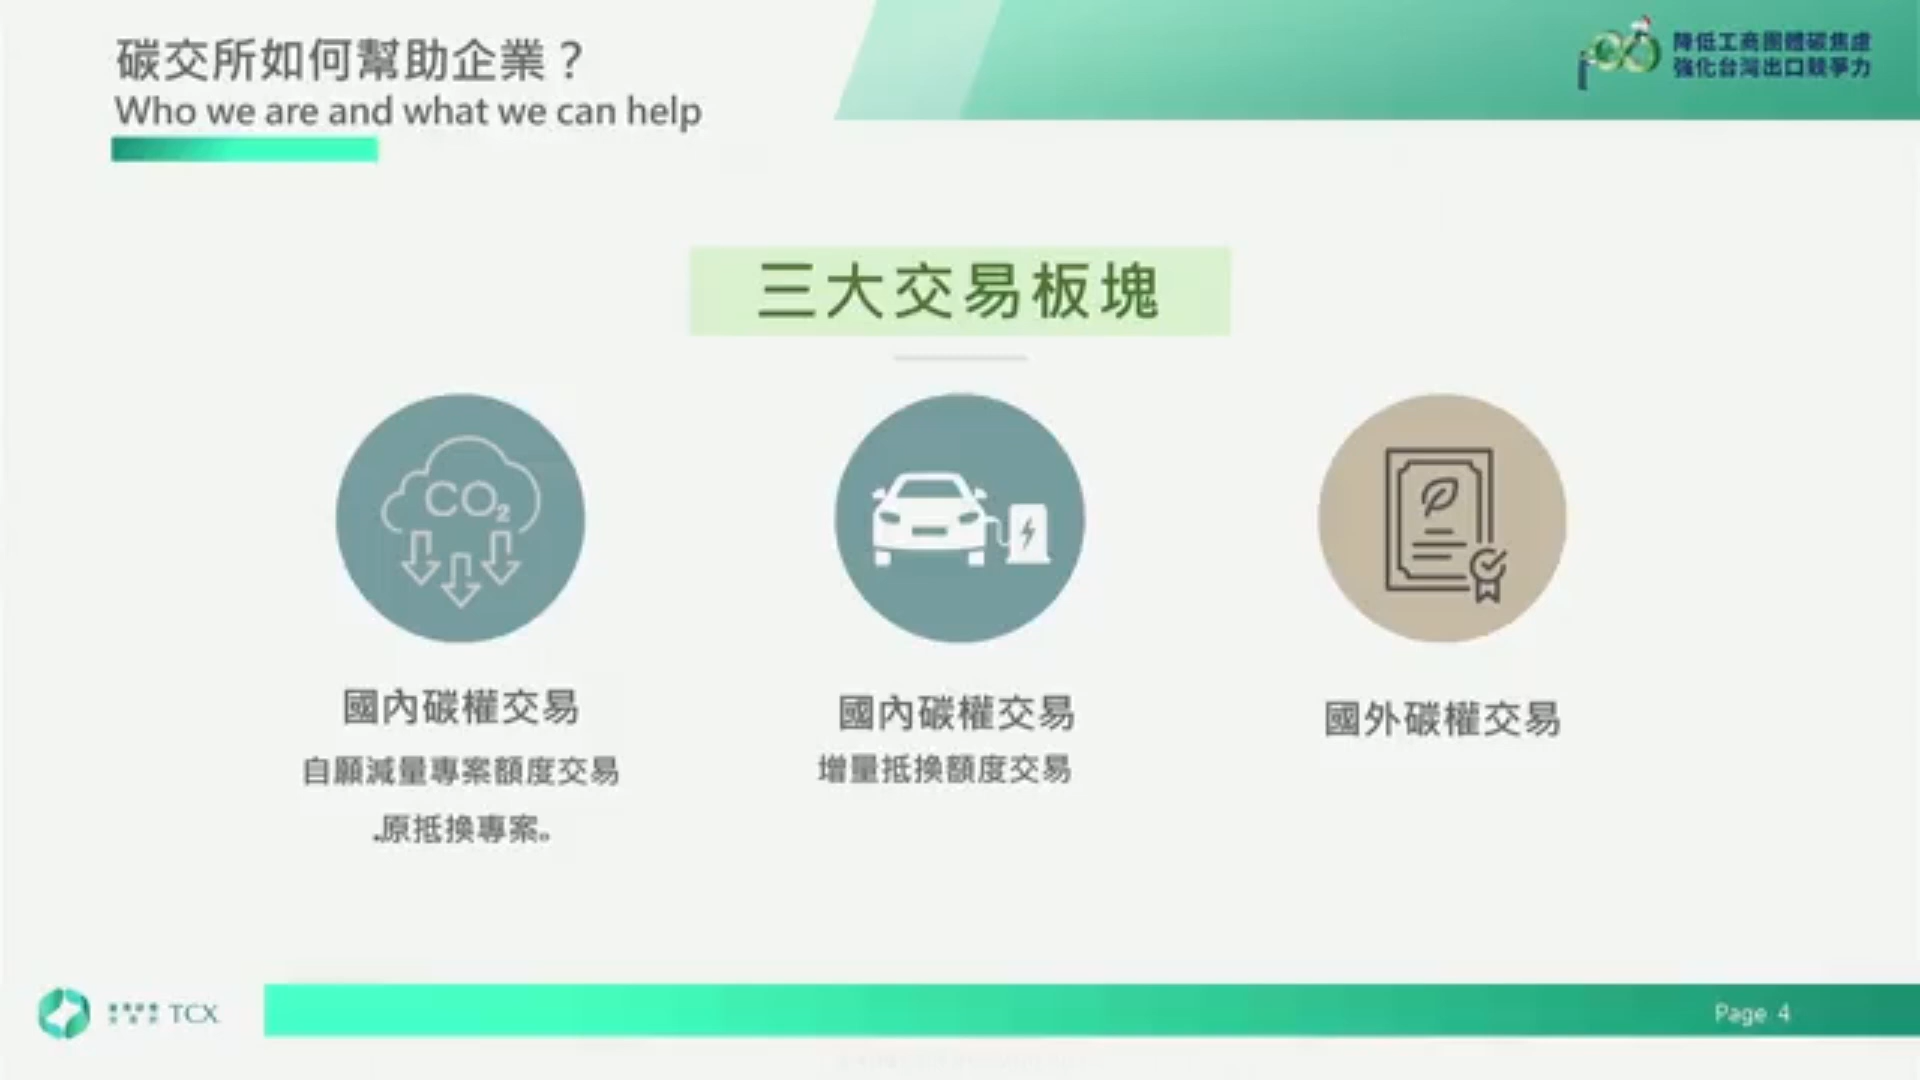 碳交所如何幫助企業？
Who we are and what we can help
降低工商團體碳焦慮
強化台灣出口競爭力
三大交易板塊
CO₂
國內碳權交易
自願減量專案額度交易
.原抵換專案。
國內碳權交易
增量抵換額度交易
國外碳權交易
TCX
Page 4